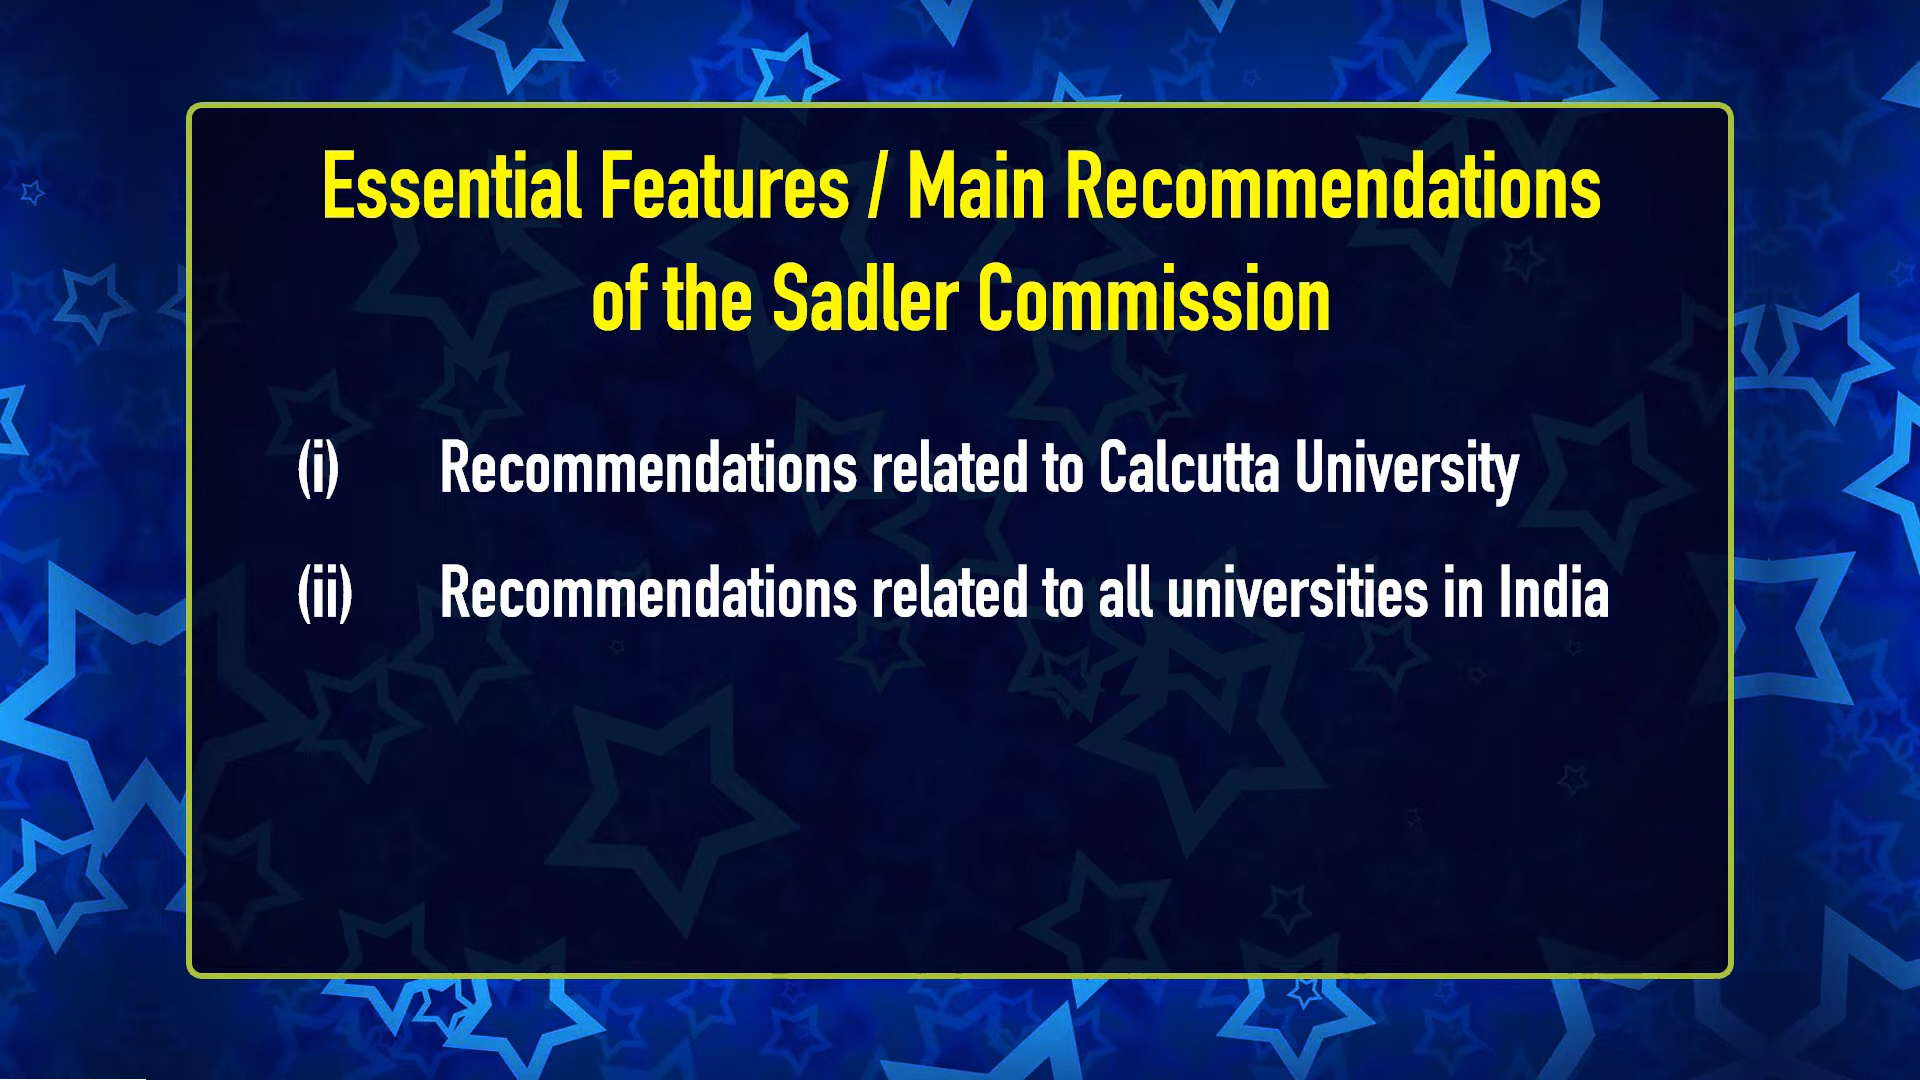 Essential Features / Main Recommendations
of the Sadler Commission
(i) Recommendations related to Calcutta University
(ii) Recommendations related to all universities in India